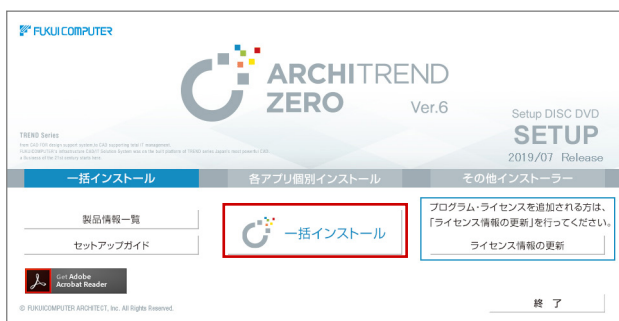 FUKUI COMPUTER
ARCHITREND
ZERO Ver.6
Setup DISC DVD
SETUP
2019/07 Release
TREND Series
一括インストール 各アプリ個別インストール その他インストーラー
製品情報一覧
セットアップガイド
一括インストール
プログラム・ライセンスを追加される方は、
「ライセンス情報の更新」を行ってください。
ライセンス情報の更新
Get Adobe
Acrobat Reader
© FUKUICOMPUTER ARCHITECT, Inc. All Rights Reserved.
終 了